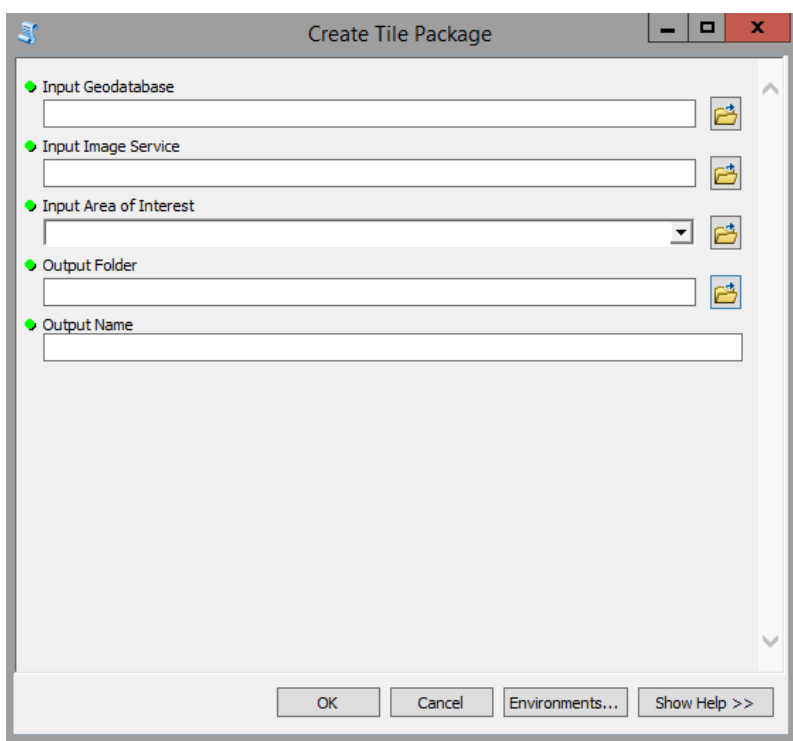 Create Tile Package
Input Geodatabase
Input Image Service
Input Area of Interest
Output Folder
Output Name
OK Cancel Environments... Show Help >>